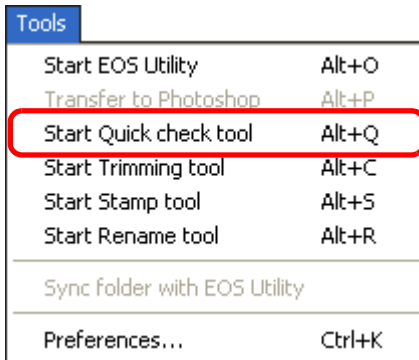 Tools
Start EOS Utility Alt+O
Transfer to Photoshop Alt+P
Start Quick check tool Alt+Q
Start Trimming tool Alt+C
Start Stamp tool Alt+S
Start Rename tool Alt+R
Sync folder with EOS Utility
Preferences... Ctrl+K